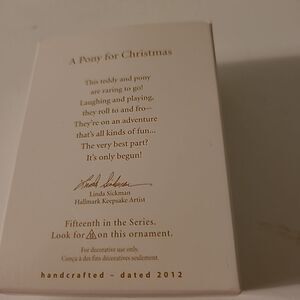 A Pony for Christmas
This teddy and pony
are raring to go!
Laughing and playing,
they roll to and fro—
They're on an adventure
that's all kinds of fun...
The very best part?
It's only begun!
Linda Sickman
Linda Sickman
Hallmark Keepsake Artist
Fifteenth in the Series.
Look for on this ornament.
For decorative use only.
Conçu à des fins décoratives seulement.
handcrafted – dated 2012